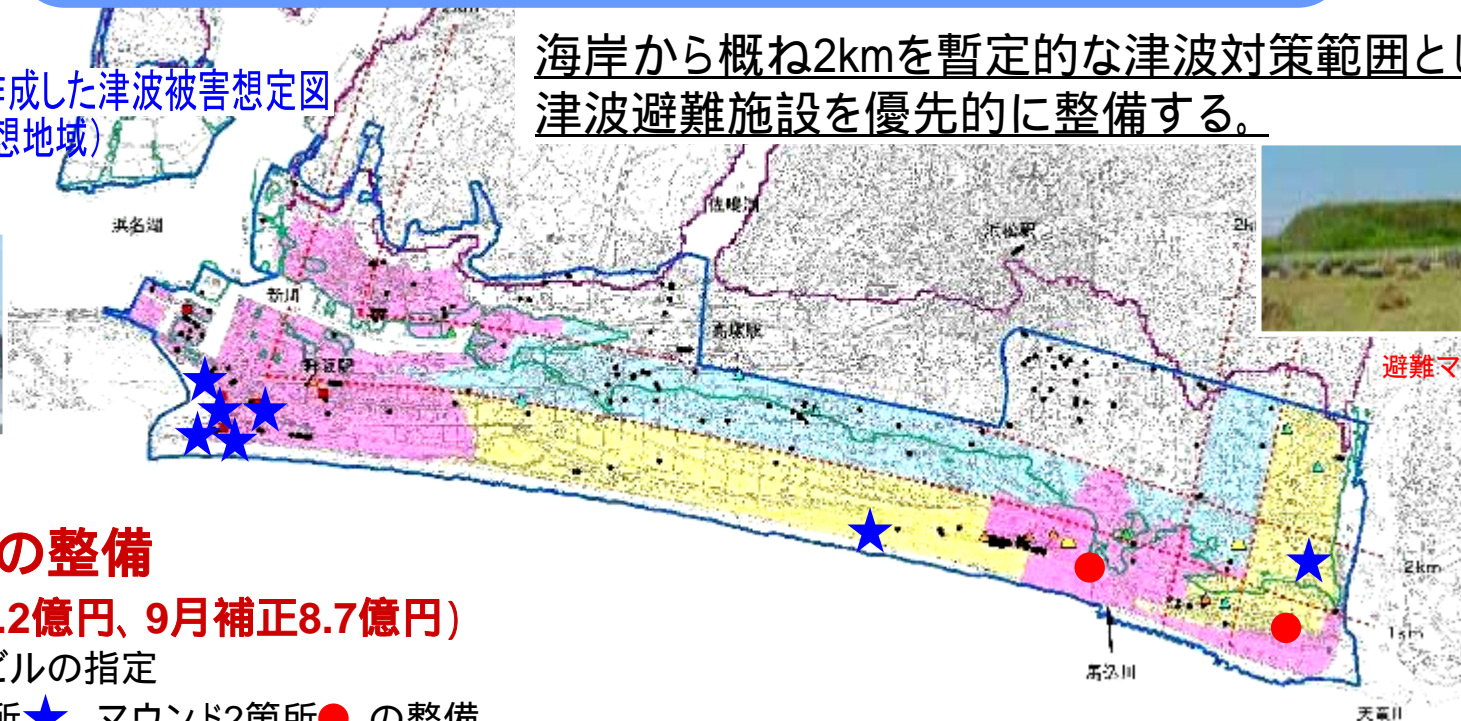 海岸から概ね2kmを暫定的な津波対策範囲とし
津波避難施設を優先的に整備する。
成した津波被害想定図
想地域）
浜名湖
佐鳴湖
浜松駅
2k
新川
高塚駅
舞阪駅
避難マ
の整備
.2億円、9月補正8.7億円）
ビルの指定
所★ マウンド2箇所● の整備
2km
1km
馬込川
天竜川